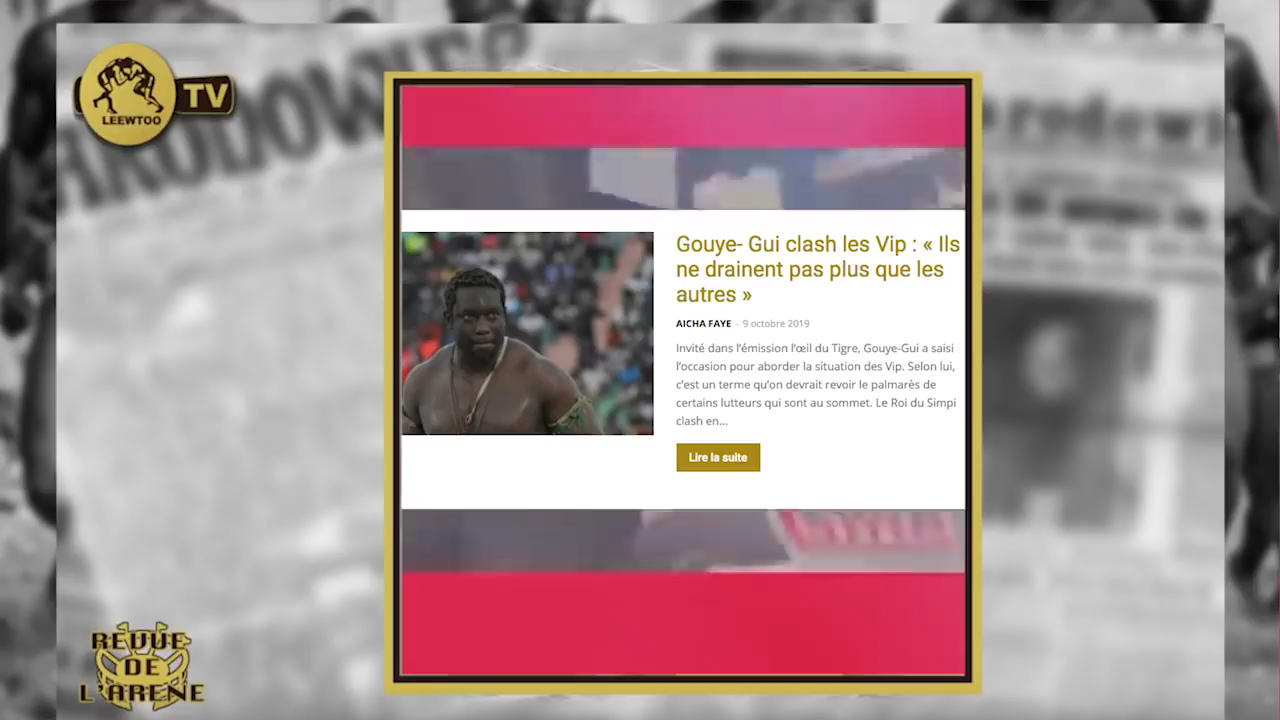 LEEWTOO
TV
Gouye- Gui clash les Vip : « Ils
ne drainent pas plus que les
autres »
AICHA FAYE - 9 octobre 2019
Invité dans l'émission l'œil du Tigre, Gouye-Gui a saisi
l'occasion pour aborder la situation des Vip. Selon lui,
c'est un terme qu'on devrait revoir le palmarès de
certains lutteurs qui sont au sommet. Le Roi du Simpi
clash en...
Lire la suite
REVUE
DE
L'ARENE